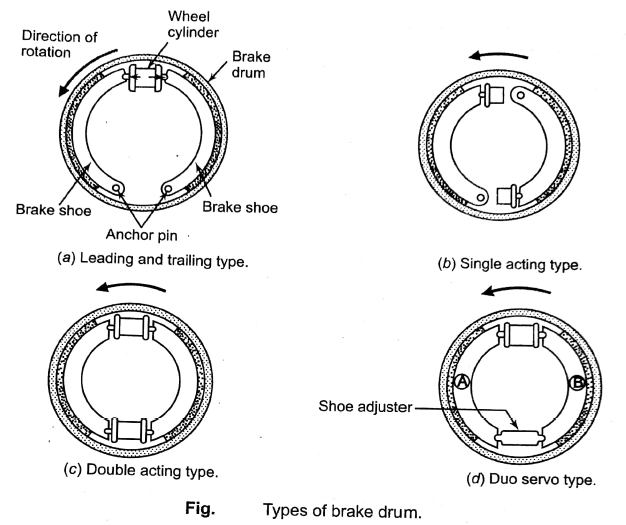 Direction of
rotation
Wheel
cylinder
Brake
drum
Brake shoe
Brake shoe
Anchor pin
(a) Leading and trailing type.
(b) Single acting type.
(c) Double acting type.
A
B
Shoe adjuster
(d) Duo servo type.
Fig. Types of brake drum.